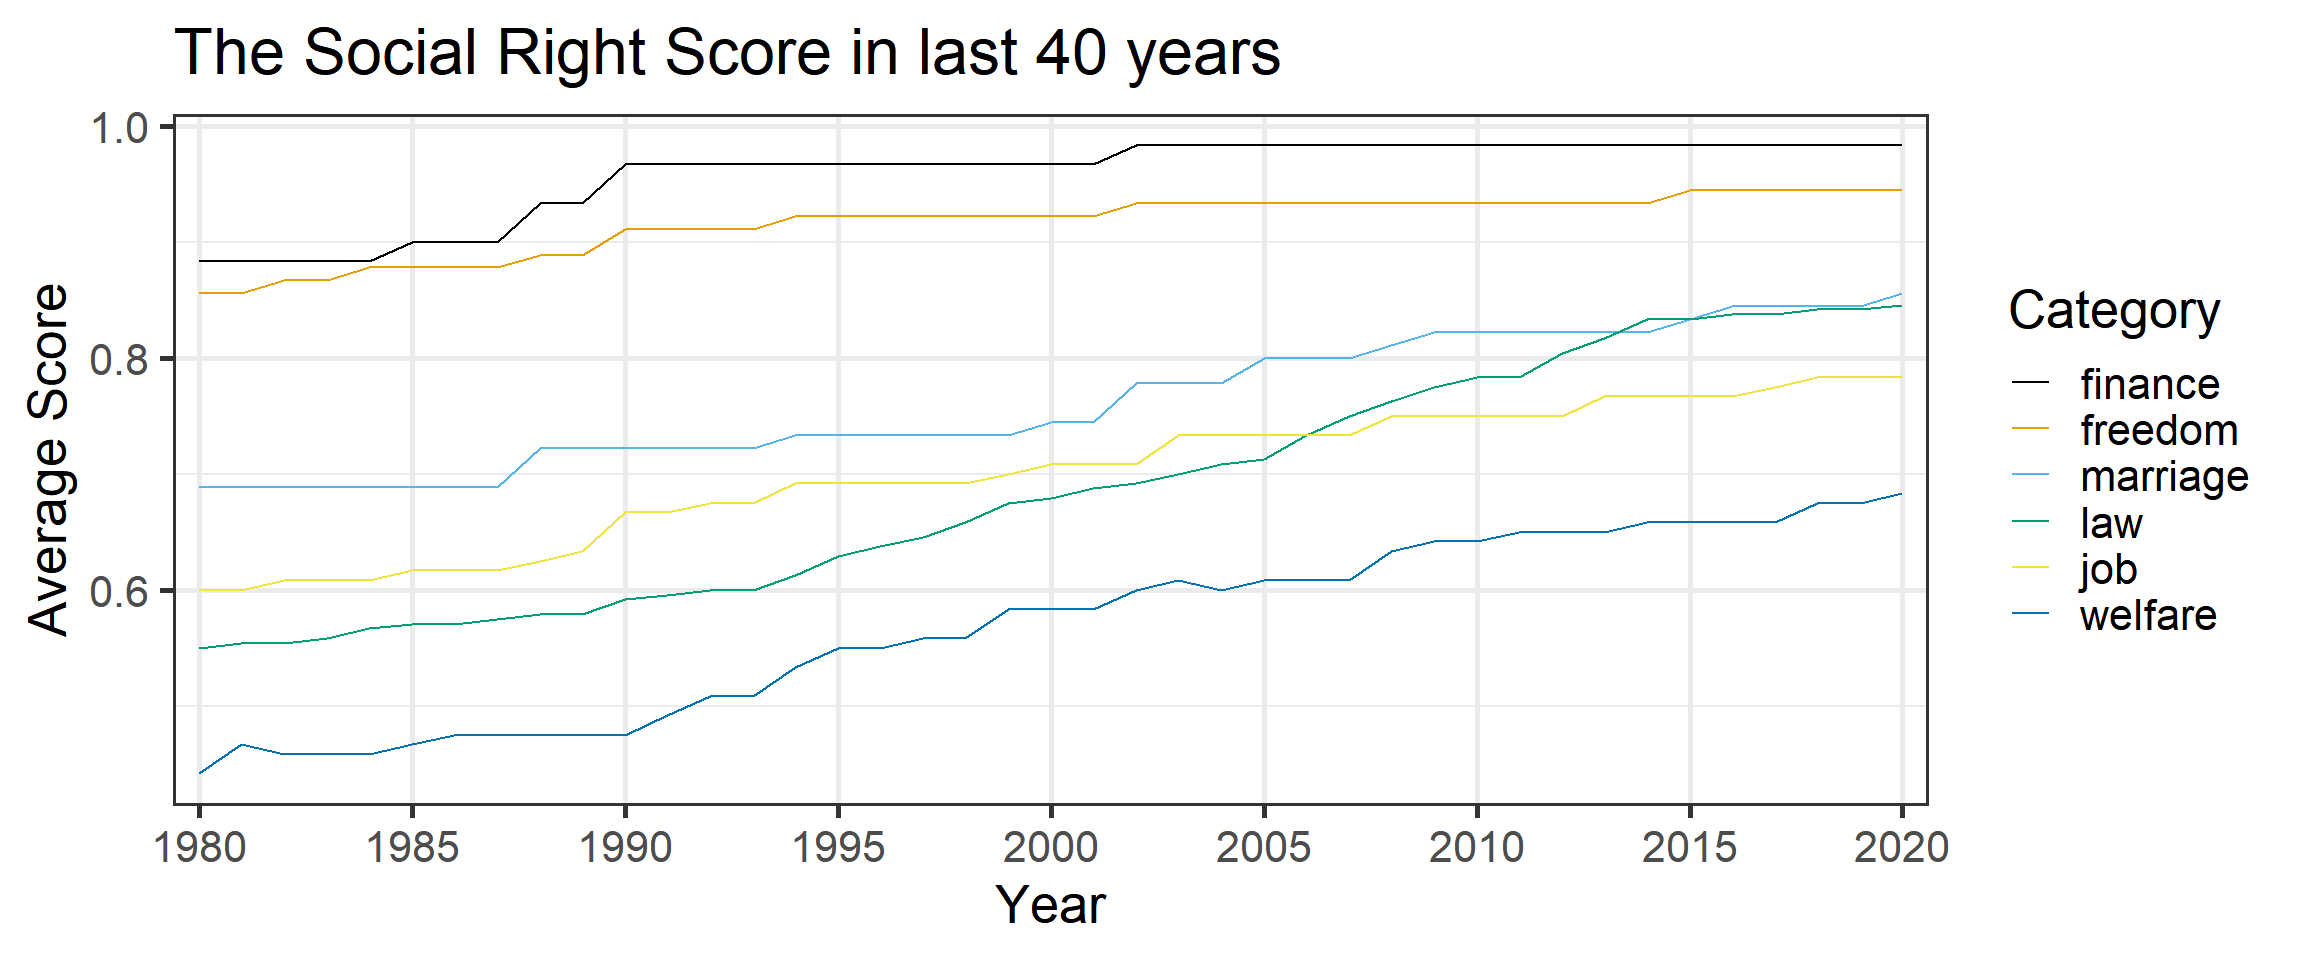 The Social Right Score in last 40 years
1.0
0.8
0.6
Average Score
1980 1985 1990 1995 2000 2005 2010 2015 2020
Year
Category
finance
freedom
marriage
law
job
welfare